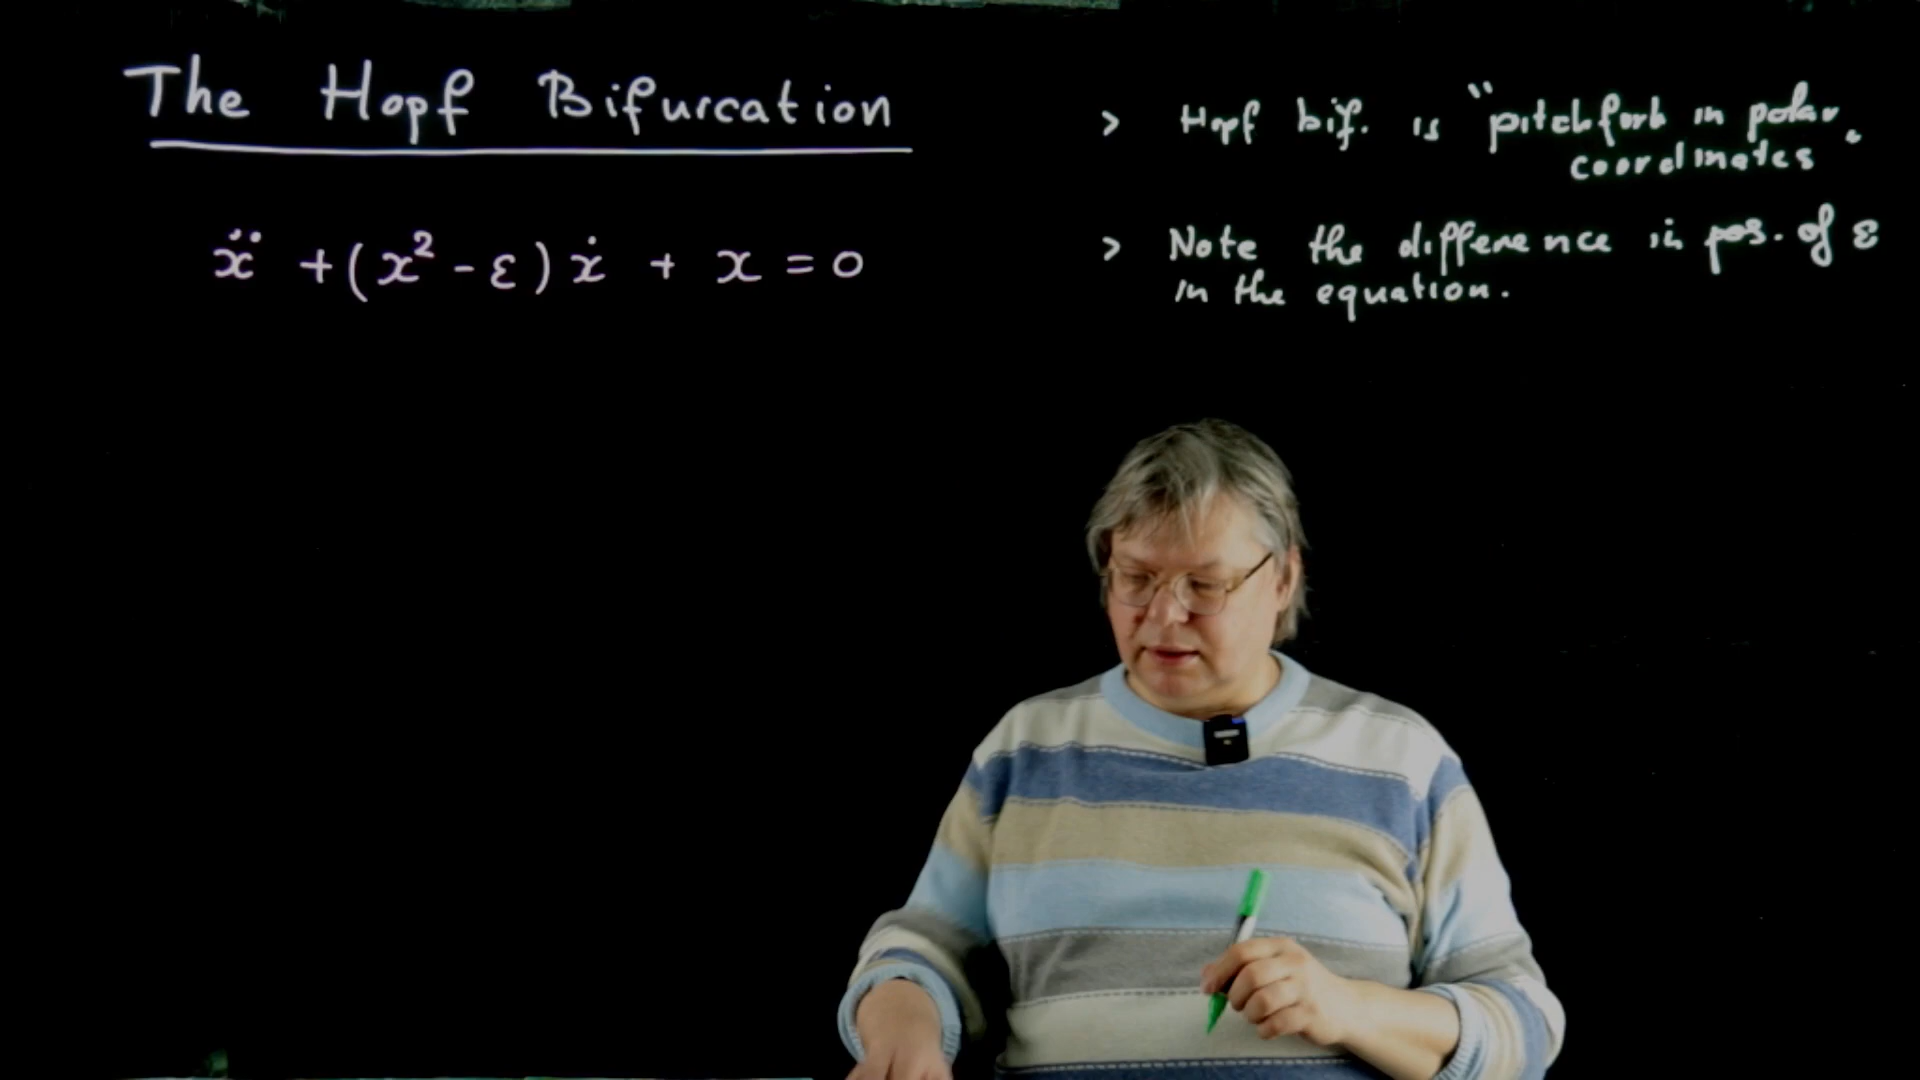 The Hopf Bifurcation
ẍ + (x² - ε) ẋ + x = 0
> Hopf bif. is "pitchfork in polar
coordinates"
> Note the difference in pos. of ε
in the equation.